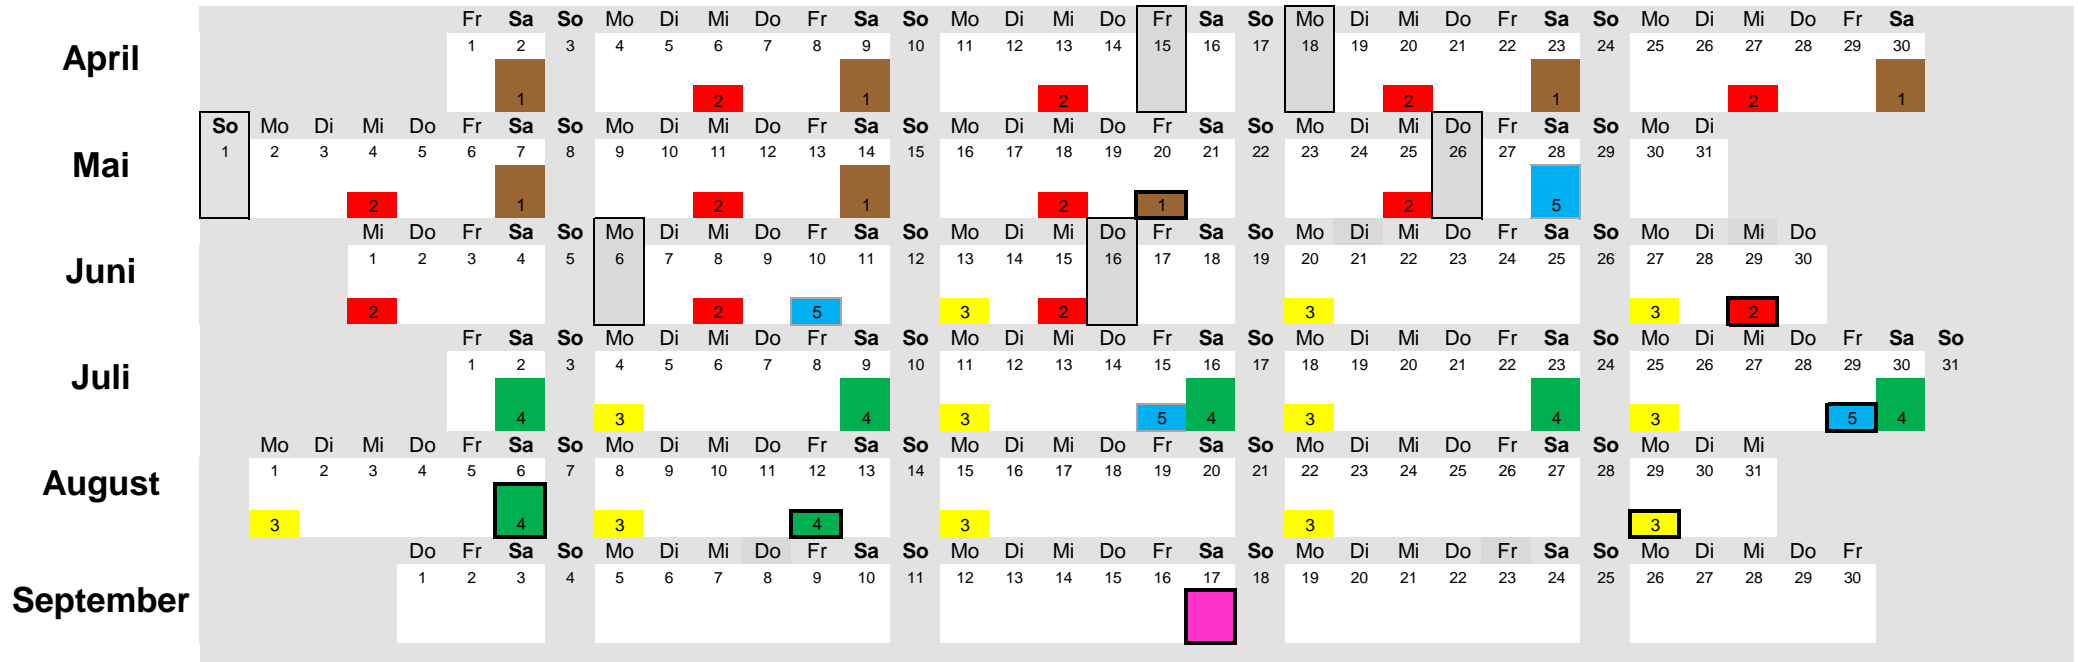 Fr Sa So Mo Di Mi Do Fr Sa So Mo Di Mi Do Fr Sa So Mo Di Mi Do Fr Sa So Mo Di Mi Do Fr Sa
April
1 2 3 4 5 6 7 8 9 10 11 12 13 14 15 16 17 18 19 20 21 22 23 24 25 26 27 28 29 30
1 2 1 2 2 1 2 1
So Mo Di Mi Do Fr Sa So Mo Di Mi Do Fr Sa So Mo Di Mi Do Fr Sa So Mo Di Mi Do Fr Sa So Mo Di
Mai
1 2 3 4 5 6 7 8 9 10 11 12 13 14 15 16 17 18 19 20 21 22 23 24 25 26 27 28 29 30 31
2 1 2 1 2 1 2 5
Mi Do Fr Sa So Mo Di Mi Do Fr Sa So Mo Di Mi Do Fr Sa So Mo Di Mi Do Fr Sa So Mo Di Mi Do
Juni
1 2 3 4 5 6 7 8 9 10 11 12 13 14 15 16 17 18 19 20 21 22 23 24 25 26 27 28 29 30
2 2 5 3 2 3 3 2
Fr Sa So Mo Di Mi Do Fr Sa So Mo Di Mi Do Fr Sa So Mo Di Mi Do Fr Sa So Mo Di Mi Do Fr Sa So
Juli
1 2 3 4 5 6 7 8 9 10 11 12 13 14 15 16 17 18 19 20 21 22 23 24 25 26 27 28 29 30 31
4 3 4 3 5 4 3 4 3 5 4
Mo Di Mi Do Fr Sa So Mo Di Mi Do Fr Sa So Mo Di Mi Do Fr Sa So Mo Di Mi Do Fr Sa So Mo Di Mi
August
1 2 3 4 5 6 7 8 9 10 11 12 13 14 15 16 17 18 19 20 21 22 23 24 25 26 27 28 29 30 31
3 4 3 4 3 3 3
Do Fr Sa So Mo Di Mi Do Fr Sa So Mo Di Mi Do Fr Sa So Mo Di Mi Do Fr Sa So Mo Di Mi Do Fr
September
1 2 3 4 5 6 7 8 9 10 11 12 13 14 15 16 17 18 19 20 21 22 23 24 25 26 27 28 29 30